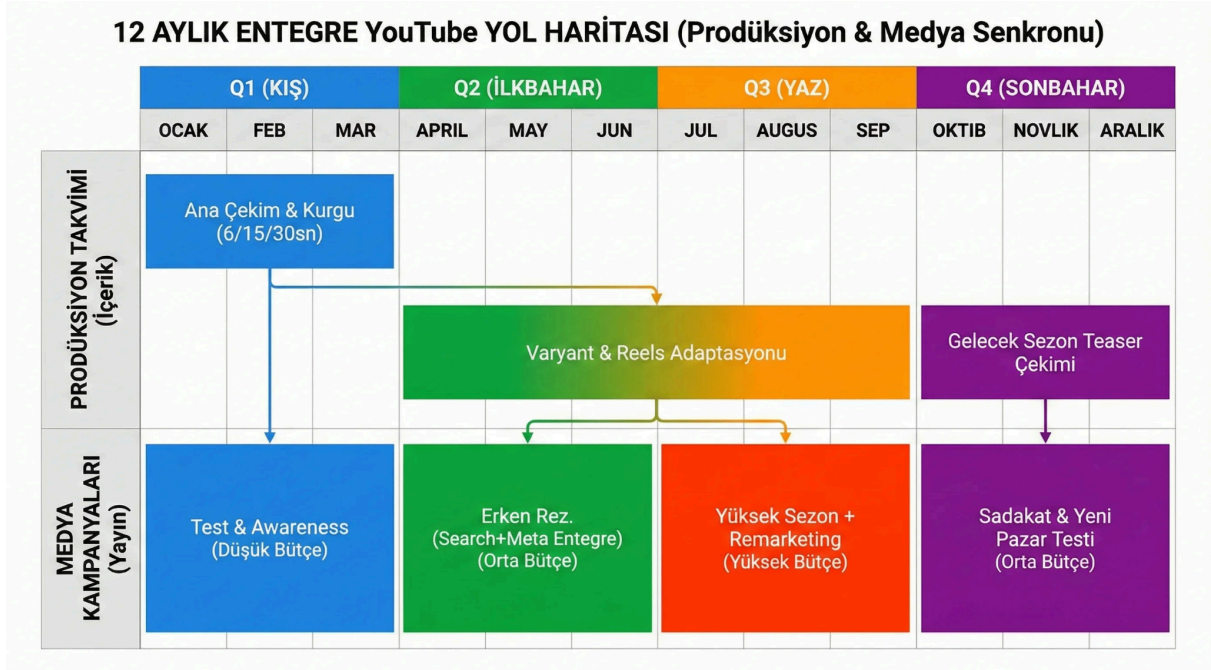 12 AYLIK ENTEGRE YouTube YOL HARİTASI (Prodüksiyon & Medya Senkronu)
Q1 (KIŞ)
Q2 (İLKBAHAR)
Q3 (YAZ)
Q4 (SONBAHAR)
OCAK
FEB
MAR
APRIL
MAY
JUN
JUL
AUGUS
SEP
OKTIB
NOVLIK
ARALIK
PRODÜKSİYON TAKVİMİ
(İçerik)
Ana Çekim & Kurgu
(6/15/30sn)
Varyant & Reels Adaptasyonu
Gelecek Sezon Teaser
Çekimi
MEDYA
KAMPANYALARI
(Yayın)
Test & Awareness
(Düşük Bütçe)
Erken Rez.
(Search+Meta Entegre)
(Orta Bütçe)
Yüksek Sezon +
Remarketing
(Yüksek Bütçe)
Sadakat & Yeni
Pazar Testi
(Orta Bütçe)